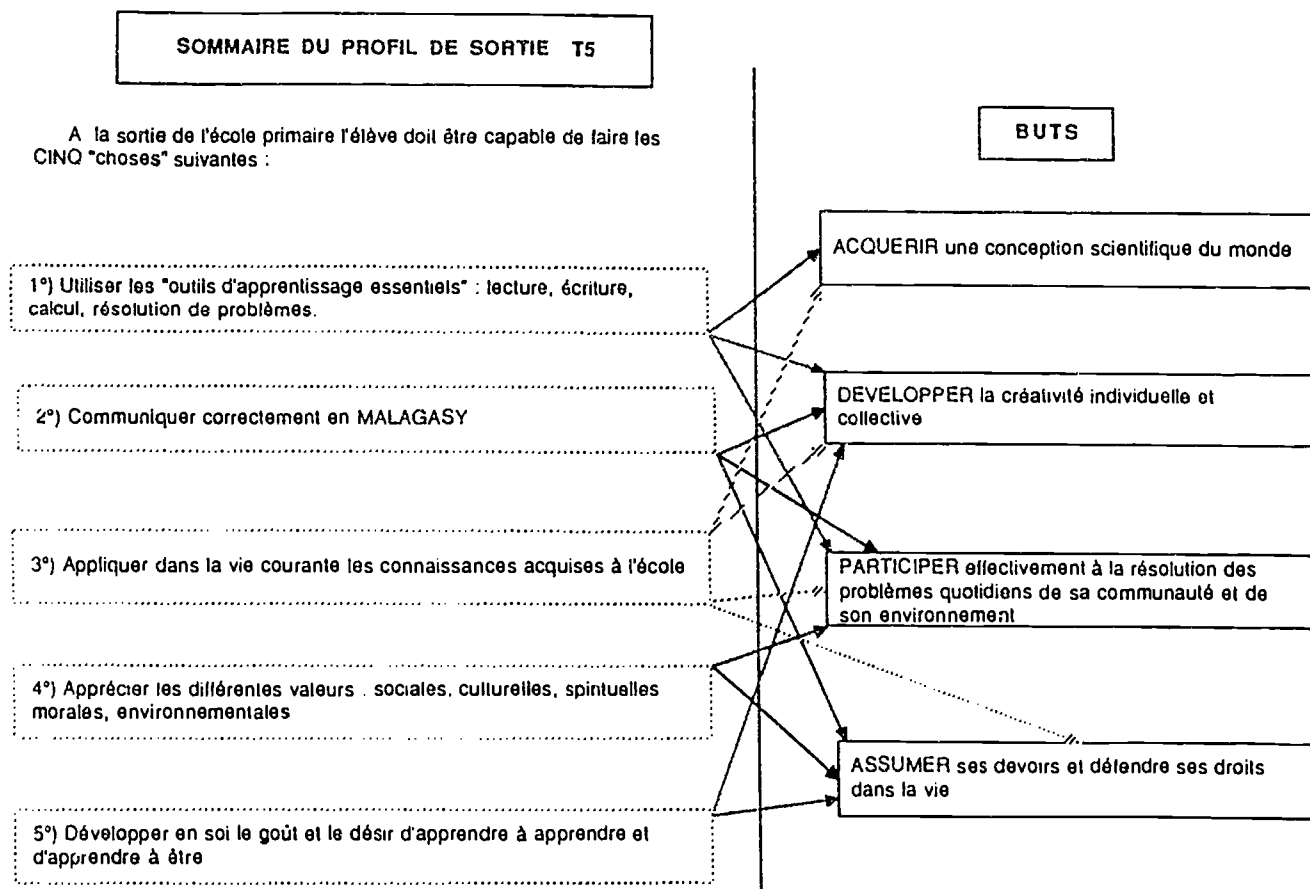 SOMMAIRE DU PROFIL DE SORTIE T5
A la sortie de l'école primaire l'élève doit être capable de faire les
CINQ "choses" suivantes :
BUTS
ACQUERIR une conception scientifique du monde
1°) Utiliser les "outils d'apprentissage essentiels" : lecture, écriture,
calcul, résolution de problèmes.
DEVELOPPER la créativité individuelle et
collective
2°) Communiquer correctement en MALAGASY
3°) Appliquer dans la vie courante les connaissances acquises à l'école
PARTICIPER effectivement à la résolution des
problèmes quotidiens de sa communauté et de
son environnement
4°) Apprécier les différentes valeurs . sociales, culturelles, spirituelles
morales, environnementales
ASSUMER ses devoirs et défendre ses droits
dans la vie
5°) Développer en soi le goût et le désir d'apprendre à apprendre et
d'apprendre à être